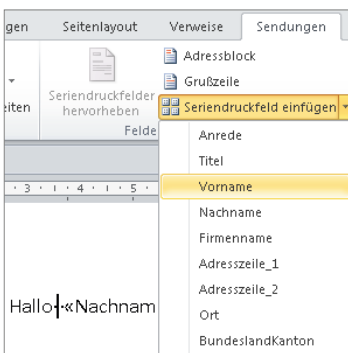 gen Seitenlayout Verweise Sendungen
Adressblock
Grußzeile
eiten Seriendruckfelder hervorheben
Seriendruckfeld einfügen
Felde
Anrede
Titel
Vorname
Nachname
Firmenname
Adresszeile_1
Adresszeile_2
Ort
BundeslandKanton
· 3 · ı · 4 · ı · 5 ·
Hallo·«Nachnam